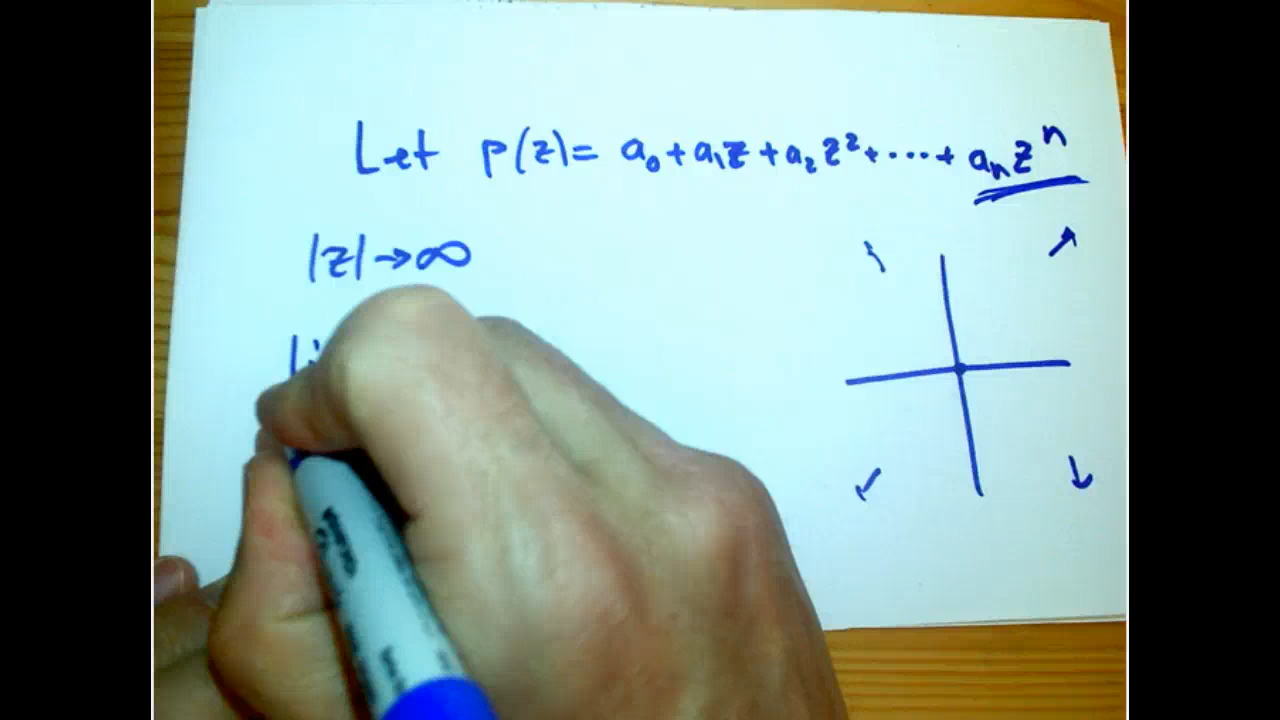 Let p(z) = a₀ + a₁z + a₂z² + ··· + aₙzⁿ
|z| → ∞